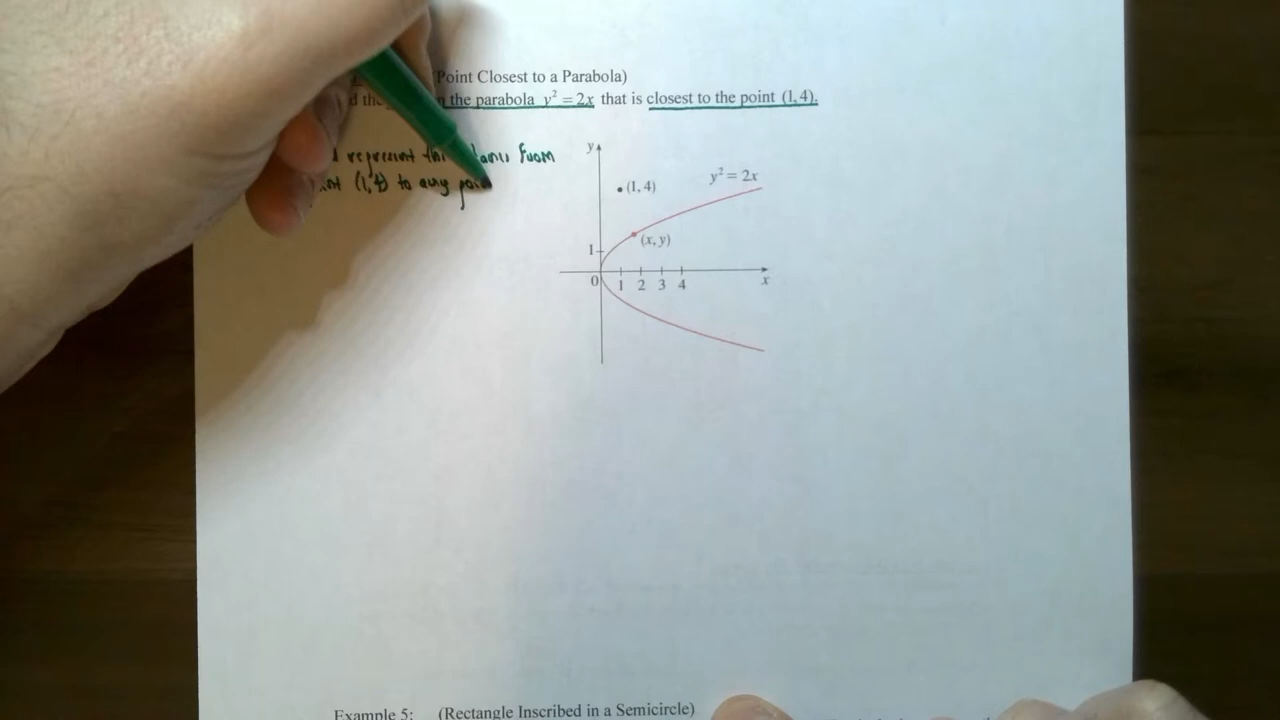 (Point Closest to a Parabola)
the parabola y² = 2x that is closest to the point (1, 4).
represent from
(1,4) to any
y
(1, 4)
y² = 2x
(x, y)
1
0 1 2 3 4 x
Example 5: (Rectangle Inscribed in a Semicircle)